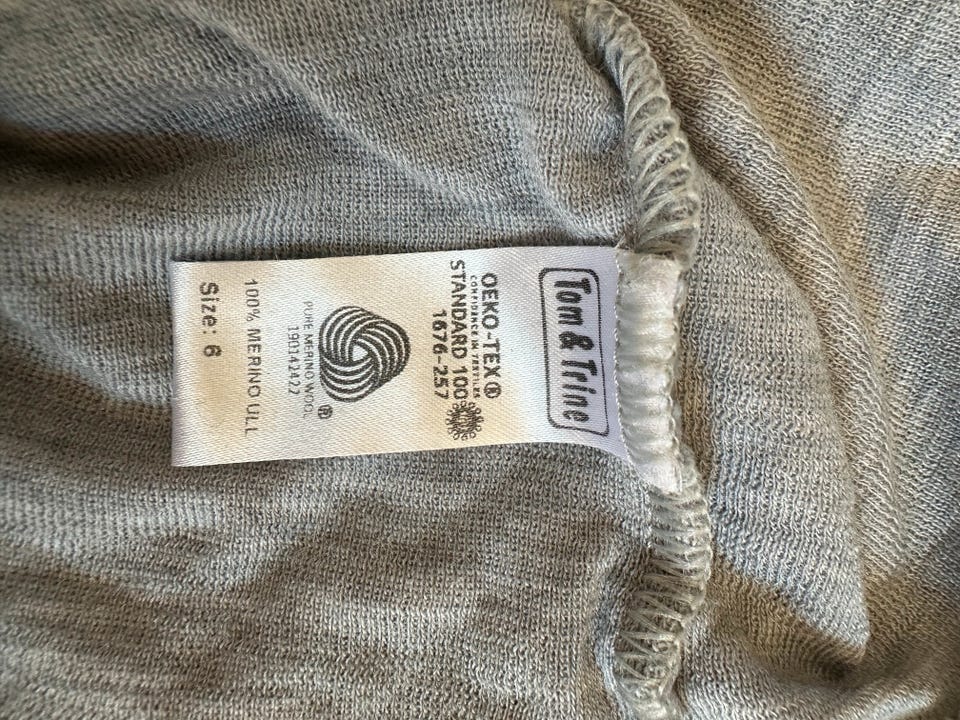 Tom & Trine
OEKO-TEX®
CONFIDENCE IN TEXTILES
STANDARD 100
1676-257
®
PURE MERINO WOOL
190142422
100% MERINO ULL
Size: 6